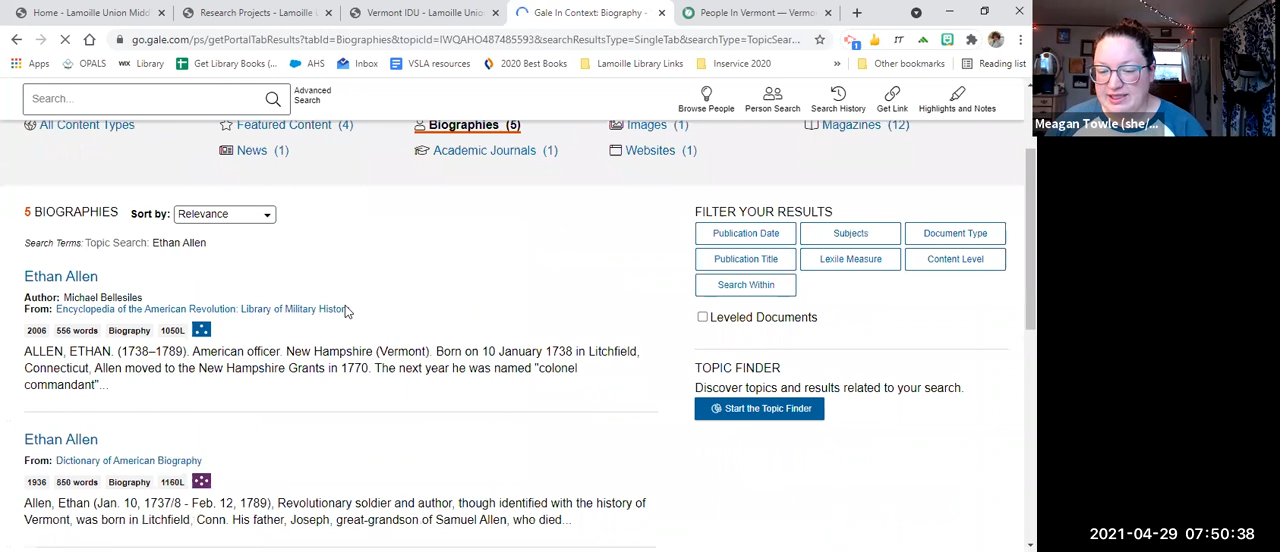 Home - Lamoille Union Midd
Research Projects - Lamoille U
Vermont IDU - Lamoille Union
Gale In Context: Biography -
People In Vermont — Vermo
go.gale.com/ps/getPortalTabResults?tabId=Biographies&topicId=IWQAHO487485593&searchResultsType=SingleTab&searchType=TopicSear...
Apps
OPALS
Library
Get Library Books (...
AHS
Inbox
VSLA resources
2020 Best Books
Lamoille Library Links
Inservice 2020
»
Other bookmarks
Reading list
Search...
Advanced Search
Browse People
Person Search
Search History
Get Link
Highlights and Notes
All Content Types
Featured Content (4)
Biographies (5)
Images (1)
Magazines (12)
News (1)
Academic Journals (1)
Websites (1)
5 BIOGRAPHIES
Sort by: Relevance
Search Terms: Topic Search: Ethan Allen
Ethan Allen
Author: Michael Bellesiles
From: Encyclopedia of the American Revolution: Library of Military History
2006 556 words Biography 1050L
ALLEN, ETHAN. (1738–1789). American officer. New Hampshire (Vermont). Born on 10 January 1738 in Litchfield,
Connecticut, Allen moved to the New Hampshire Grants in 1770. The next year he was named "colonel
commandant"...
Ethan Allen
From: Dictionary of American Biography
1936 850 words Biography 1160L
Allen, Ethan (Jan. 10, 1737/8 - Feb. 12, 1789), Revolutionary soldier and author, though identified with the history of
Vermont, was born in Litchfield, Conn. His father, Joseph, great-grandson of Samuel Allen, who died...
FILTER YOUR RESULTS
Publication Date
Subjects
Document Type
Publication Title
Lexile Measure
Content Level
Search Within
Leveled Documents
TOPIC FINDER
Discover topics and results related to your search.
Start the Topic Finder
Meagan Towle (she/...
2021-04-29 07:50:38